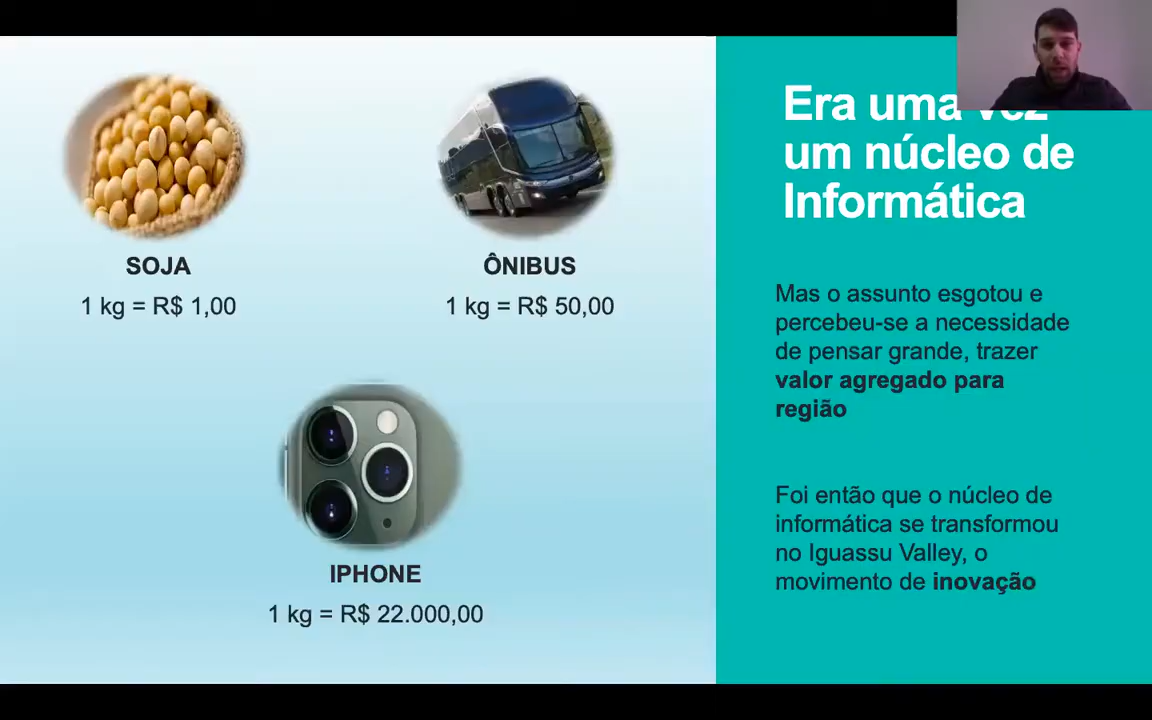 SOJA
1 kg = R$ 1,00
ÔNIBUS
1 kg = R$ 50,00
IPHONE
1 kg = R$ 22.000,00
Era uma vez
um núcleo de
Informática
Mas o assunto esgotou e
percebeu-se a necessidade
de pensar grande, trazer
valor agregado para
região
Foi então que o núcleo de
informática se transformou
no Iguassu Valley, o
movimento de inovação